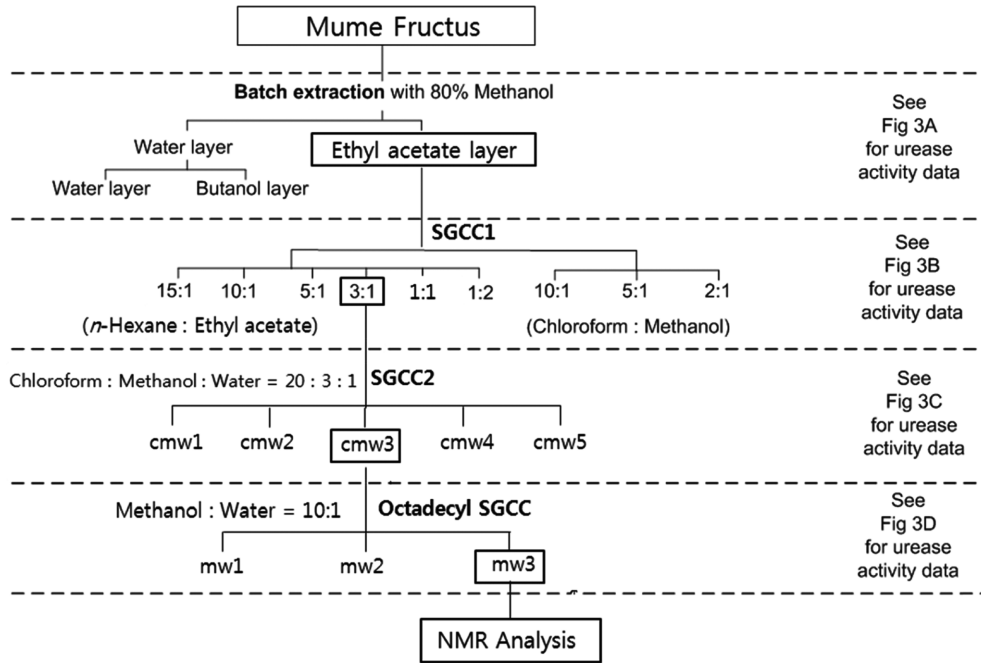 Mume Fructus
Batch extraction with 80% Methanol
Water layer
Ethyl acetate layer
Water layer
Butanol layer
See
Fig 3A
for urease
activity data
SGCC1
15:1
10:1
5:1
3:1
1:1
1:2
10:1
5:1
2:1
(n-Hexane : Ethyl acetate)
(Chloroform : Methanol)
See
Fig 3B
for urease
activity data
Chloroform : Methanol : Water = 20 : 3 : 1
SGCC2
cmw1
cmw2
cmw3
cmw4
cmw5
See
Fig 3C
for urease
activity data
Methanol : Water = 10:1
Octadecyl SGCC
mw1
mw2
mw3
See
Fig 3D
for urease
activity data
NMR Analysis